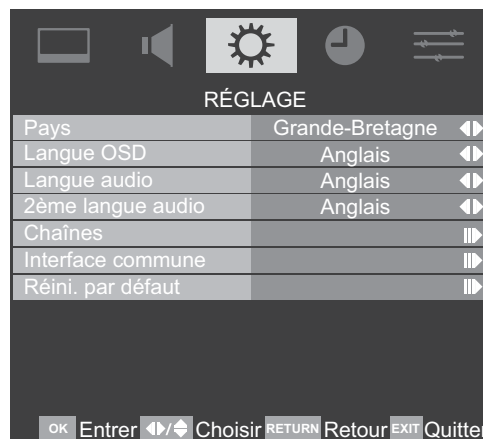 RÉGLAGE
Pays Grande-Bretagne
Langue OSD Anglais
Langue audio Anglais
2ème langue audio Anglais
Chaînes
Interface commune
Réini. par défaut
OK Entrer / Choisir RETURN Retour EXIT Quitter